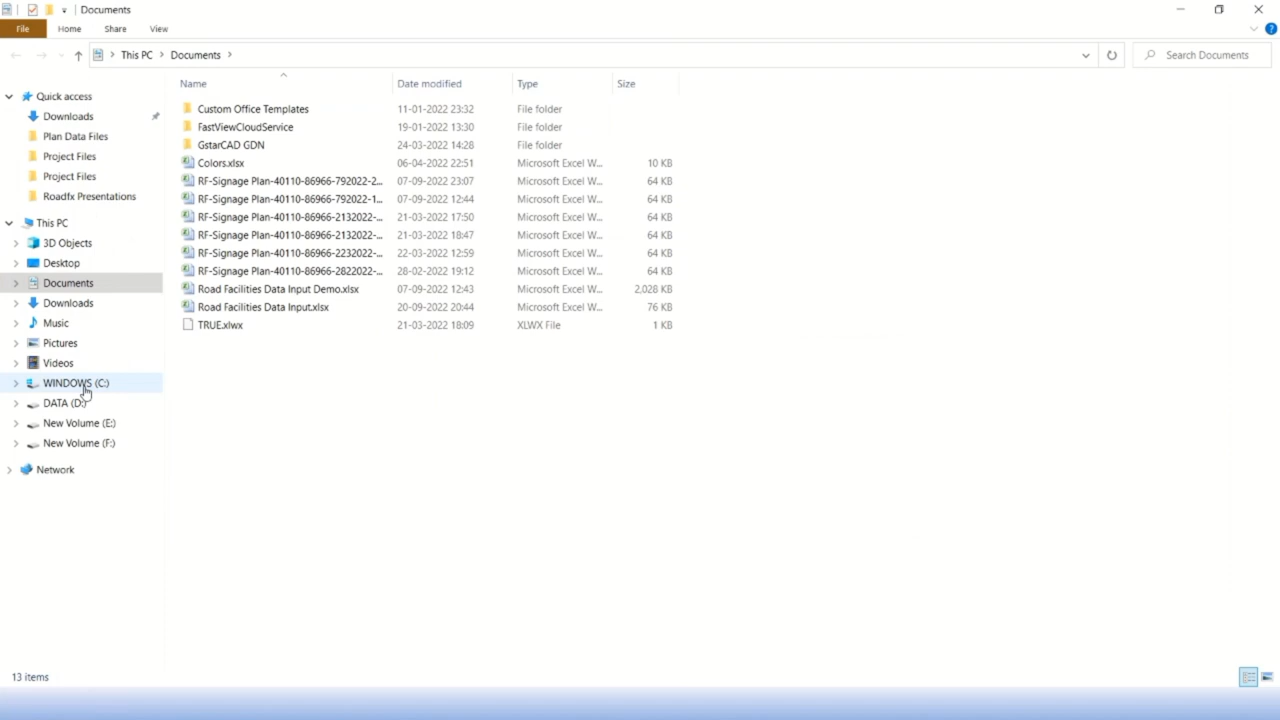 Documents
File Home Share View
This PC Documents Search Documents
Name Date modified Type Size
Quick access
Downloads
Plan Data Files
Project Files
Project Files
Roadfx Presentations
This PC
3D Objects
Desktop
Documents
Downloads
Music
Pictures
Videos
WINDOWS (C:)
DATA (D:)
New Volume (E:)
New Volume (F:)
Network
Custom Office Templates 11-01-2022 23:32 File folder
FastViewCloudService 19-01-2022 13:30 File folder
GstarCAD GDN 24-03-2022 14:28 File folder
Colors.xlsx 06-04-2022 22:51 Microsoft Excel W... 10 KB
RF-Signage Plan-40110-86966-792022-2... 07-09-2022 23:07 Microsoft Excel W... 64 KB
RF-Signage Plan-40110-86966-792022-1... 07-09-2022 12:44 Microsoft Excel W... 64 KB
RF-Signage Plan-40110-86966-2132022-... 21-03-2022 17:50 Microsoft Excel W... 64 KB
RF-Signage Plan-40110-86966-2132022-... 21-03-2022 18:47 Microsoft Excel W... 64 KB
RF-Signage Plan-40110-86966-2232022-... 22-03-2022 12:59 Microsoft Excel W... 64 KB
RF-Signage Plan-40110-86966-2822022-... 28-02-2022 19:12 Microsoft Excel W... 64 KB
Road Facilities Data Input Demo.xlsx 07-09-2022 12:43 Microsoft Excel W... 2,028 KB
Road Facilities Data Input.xlsx 20-09-2022 20:44 Microsoft Excel W... 76 KB
TRUE.xlwx 21-03-2022 18:09 XLWX File 1 KB
13 items